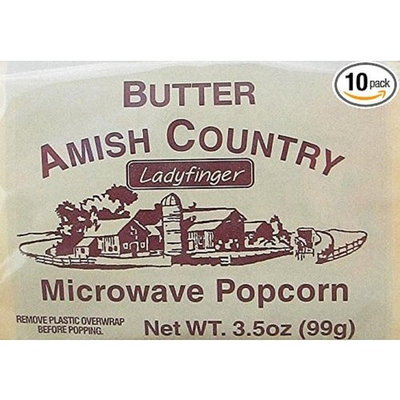 10 pack
BUTTER
AMISH COUNTRY
Ladyfinger
Microwave Popcorn
REMOVE PLASTIC OVERWRAP
BEFORE POPPING.
Net WT. 3.5oz (99g)